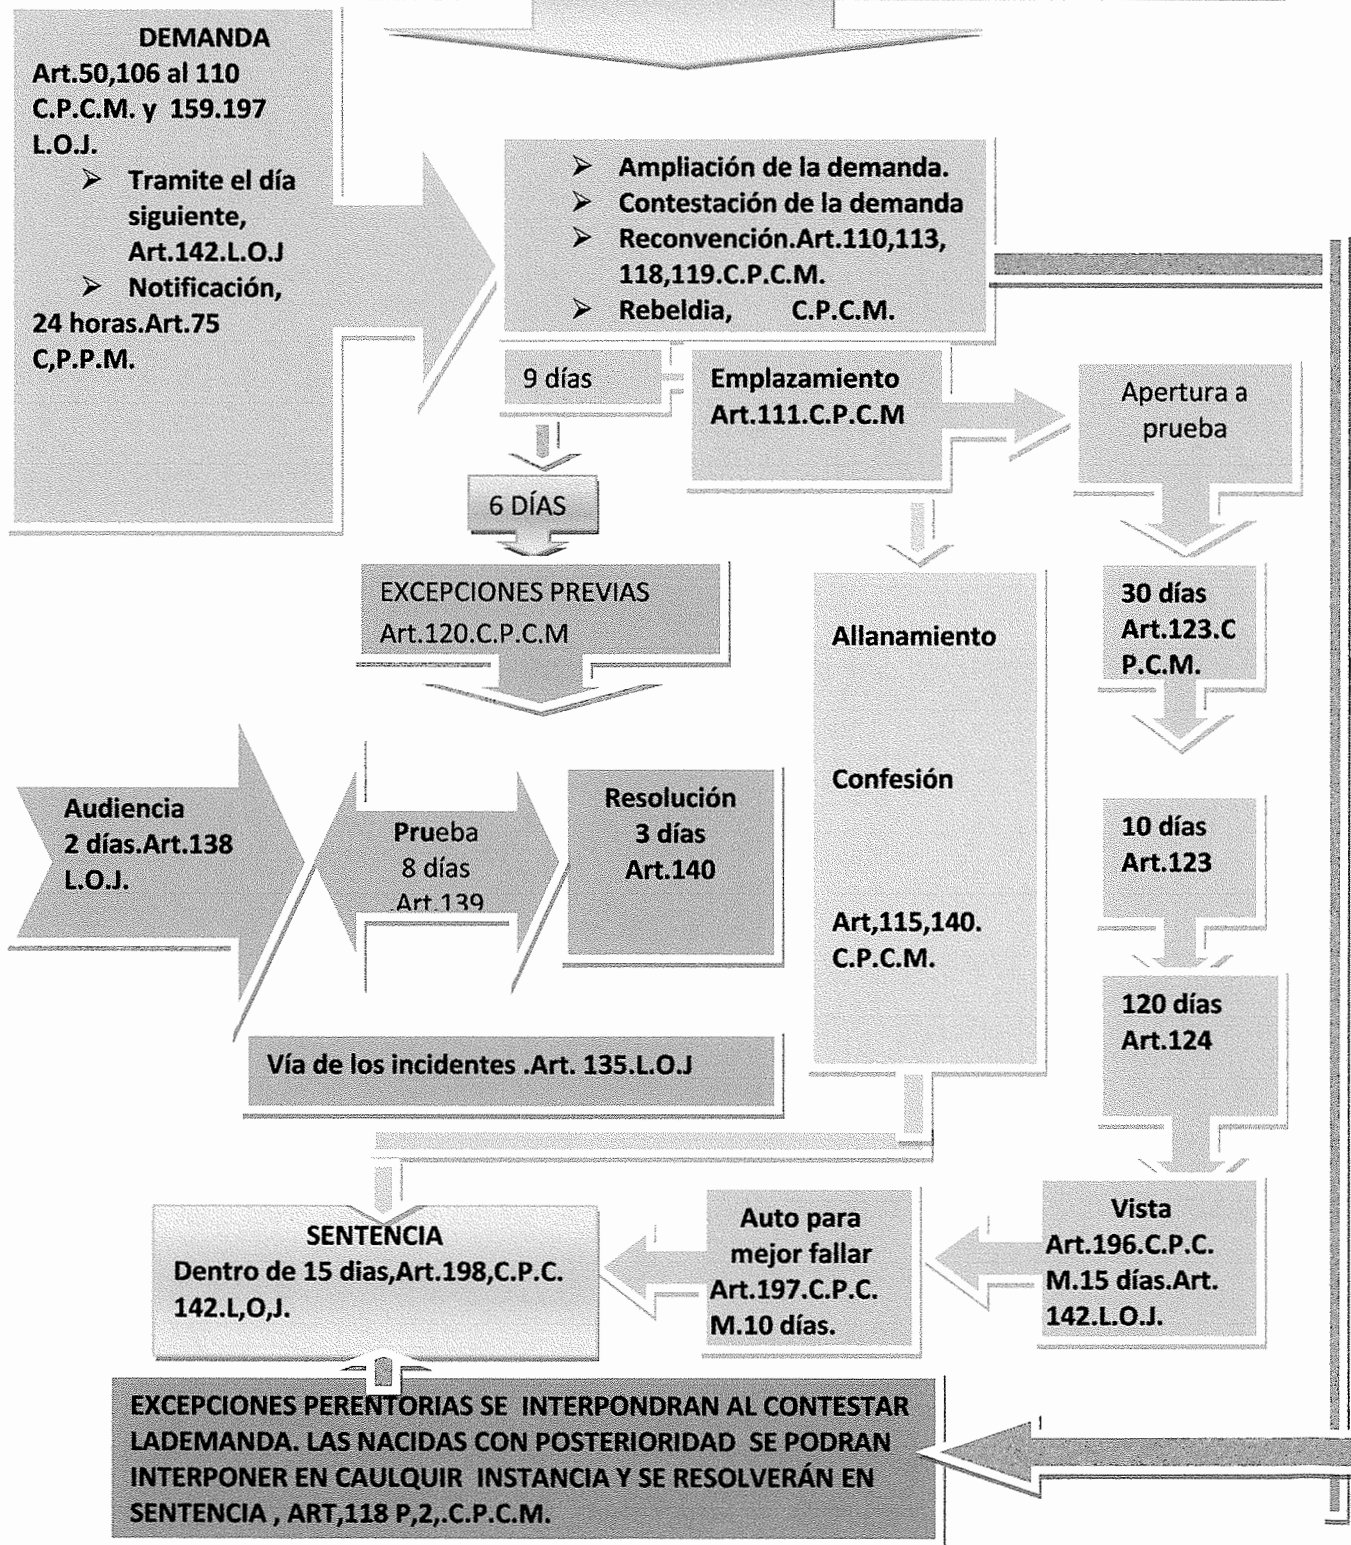 DEMANDA
Art.50,106 al 110
C.P.C.M. y 159.197
L.O.J.
➢ Tramite el día
siguiente,
Art.142.L.O.J
➢ Notificación,
24 horas.Art.75
C,P.P.M.
➢ Ampliación de la demanda.
➢ Contestación de la demanda
➢ Reconvención.Art.110,113,
118,119.C.P.C.M.
➢ Rebeldia, C.P.C.M.
9 días
Emplazamiento
Art.111.C.P.C.M
Apertura a
prueba
6 DÍAS
EXCEPCIONES PREVIAS
Art.120.C.P.C.M
Allanamiento
Confesión
Art,115,140.
C.P.C.M.
30 días
Art.123.C
P.C.M.
Audiencia
2 días.Art.138
L.O.J.
Prueba
8 días
.Art.139
Resolución
3 días
Art.140
10 días
Art.123
120 días
Art.124
Vía de los incidentes .Art. 135.L.O.J
SENTENCIA
Dentro de 15 dias,Art.198,C.P.C.
142.L,O,J.
Auto para
mejor fallar
Art.197.C.P.C.
M.10 días.
Vista
Art.196.C.P.C.
M.15 días.Art.
142.L.O.J.
EXCEPCIONES PERENTORIAS SE INTERPONDRAN AL CONTESTAR
LADEMANDA. LAS NACIDAS CON POSTERIORIDAD SE PODRAN
INTERPONER EN CAULQUIR INSTANCIA Y SE RESOLVERÁN EN
SENTENCIA , ART,118 P,2,.C.P.C.M.